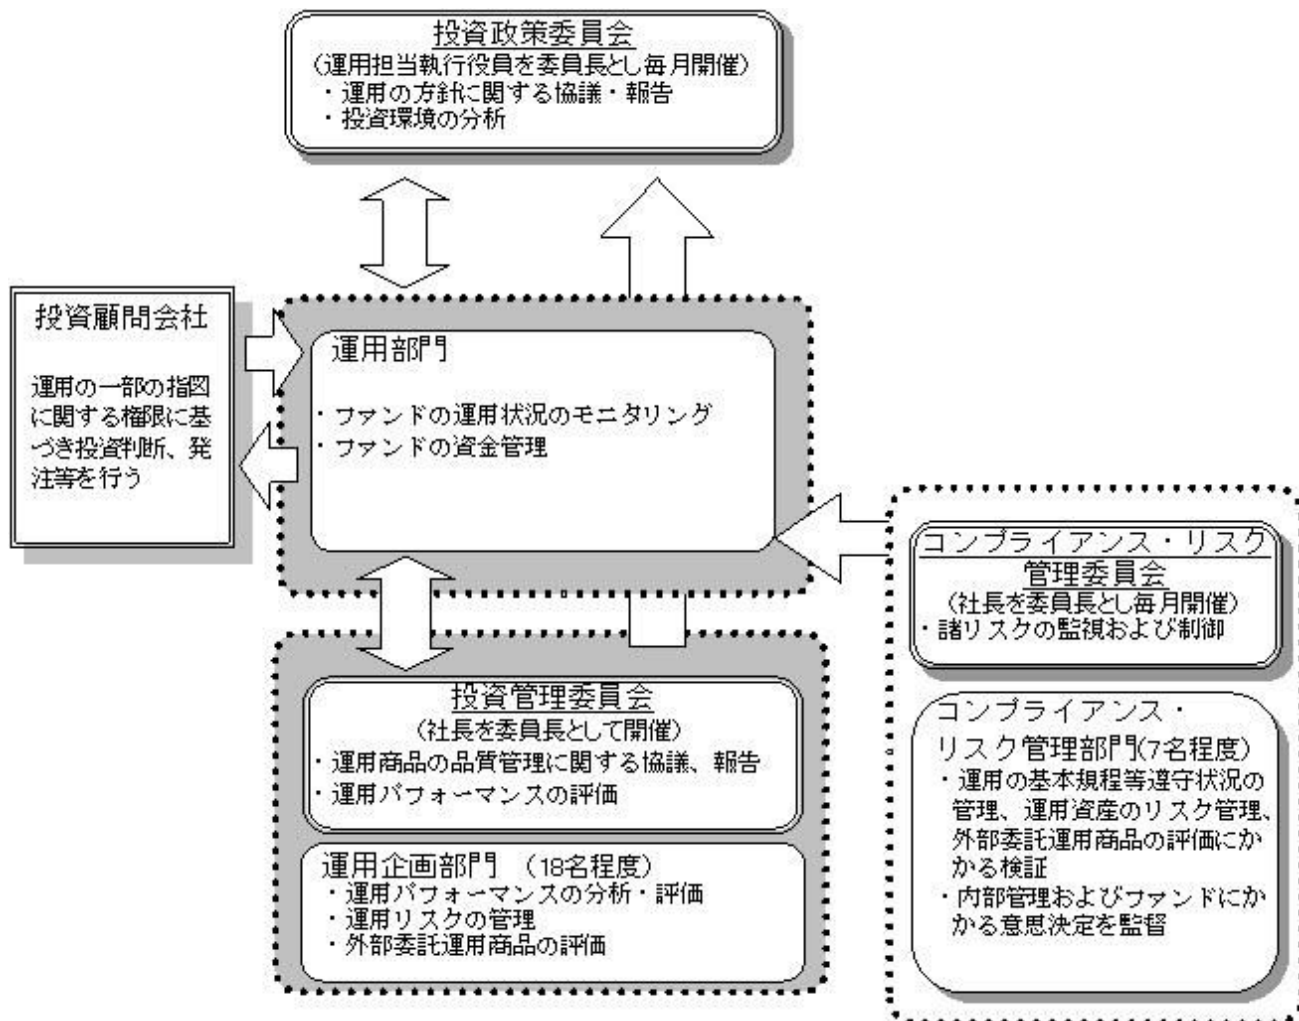 投資政策委員会
(運用担当執行役員を委員長とし毎月開催)
・運用の方針に関する協議・報告
・投資環境の分析
投資顧問会社
運用の一部の指図
に関する権限に基
づき投資判断、発
注等を行う
運用部門
・ファンドの運用状況のモニタリング
・ファンドの資金管理
コンプライアンス・リスク
管理委員会
(社長を委員長とし毎月開催)
・諸リスクの監視および制御
投資管理委員会
(社長を委員長として開催)
・運用商品の品質管理に関する協議、報告
・運用パフォーマンスの評価
運用企画部門 (18名程度)
・運用パフォーマンスの分析・評価
・運用リスクの管理
・外部委託運用商品の評価
コンプライアンス・
リスク管理部門(7名程度)
・運用の基本規程等遵守状況の
管理、運用資産のリスク管理、
外部委託運用商品の評価にか
かる検証
・内部管理およびファンドにか
かる意思決定を監督